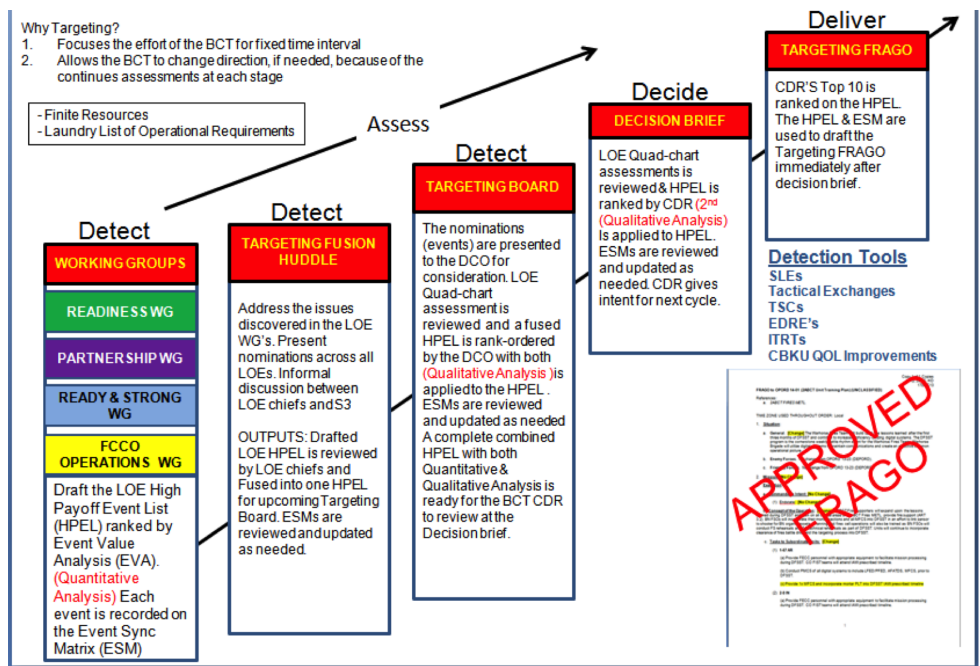 Why Targeting?
1. Focuses the effort of the BCT for fixed time interval
2. Allows the BCT to change direction, if needed, because of the
continues assessments at each stage
- Finite Resources
- Laundry List of Operational Requirements
Assess
Detect
WORKING GROUPS
READINESS WG
PARTNERSHIP WG
READY & STRONG
WG
FCCO
OPERATIONS WG
Draft the LOE High
Payoff Event List
(HPEL) ranked by
Event Value
Analysis (EVA).
(Quantitative
Analysis) Each
event is recorded on
the Event Sync
Matrix (ESM)
Detect
TARGETING FUSION
HUDDLE
Address the issues
discovered in the LOE
WG's. Present
nominations across all
LOEs. Informal
discussion between
LOE chiefs and S3
OUTPUTS: Drafted
LOE HPEL is reviewed
by LOE chiefs and
Fused into one HPEL
for upcoming Targeting
Board. ESMs are
reviewed and updated
as needed.
Detect
TARGETING BOARD
The nominations
(events) are presented
to the DCO for
consideration. LOE
Quad-chart
assessment is
reviewed and a fused
HPEL is rank-ordered
by the DCO with both
(Qualitative Analysis )is
applied to the HPEL .
ESMs are reviewed
and updated as needed
A complete combined
HPEL with both
Quantitative &
Qualitative Analysis is
ready for the BCT CDR
to review at the
Decision brief.
Decide
DECISION BRIEF
LOE Quad-chart
assessments is
reviewed & HPEL is
ranked by CDR (2nd
(Qualitative Analysis)
Is applied to HPEL.
ESMs are reviewed
and updated as
needed. CDR gives
intent for next cycle.
Deliver
TARGETING FRAGO
CDR'S Top 10 is
ranked on the HPEL.
The HPEL & ESM are
used to draft the
Targeting FRAGO
immediately after
decision brief.
Detection Tools
SLEs
Tactical Exchanges
TSCs
EDRE's
ITRTs
CBKU QOL Improvements
APPROVED
FRAGO